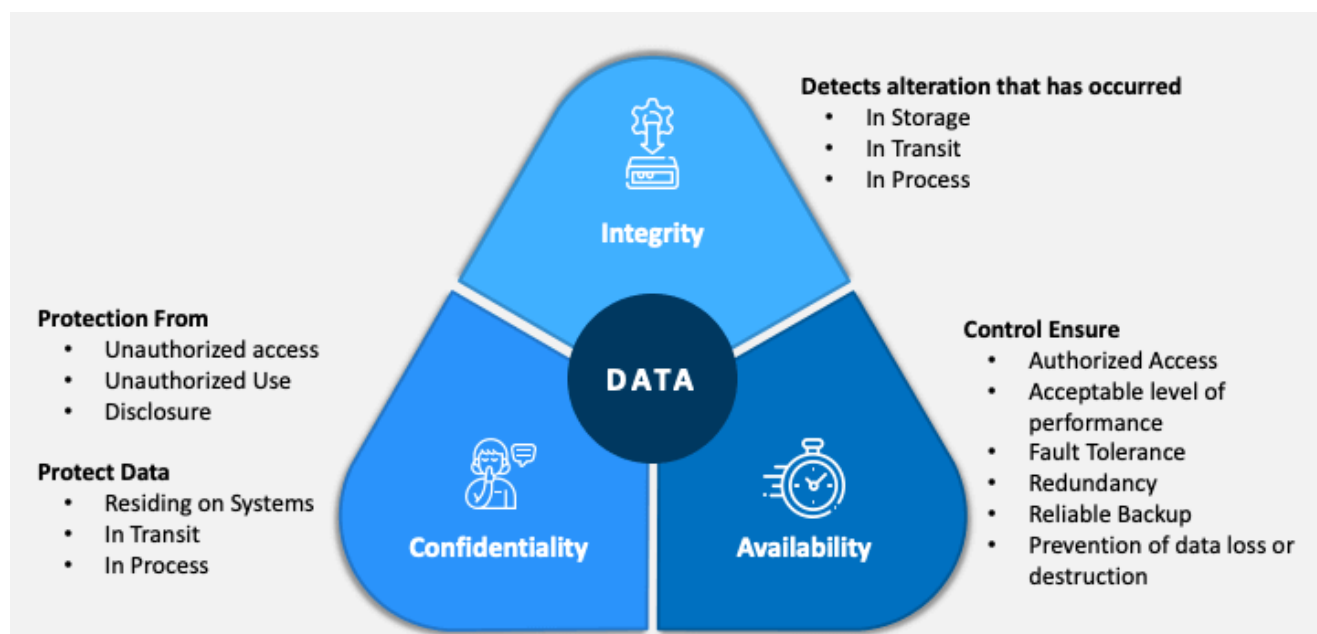 Detects alteration that has occurred
• In Storage
• In Transit
• In Process
Integrity
Protection From
• Unauthorized access
• Unauthorized Use
• Disclosure
Protect Data
• Residing on Systems
• In Transit
• In Process
DATA
Confidentiality
Availability
Control Ensure
• Authorized Access
• Acceptable level of
performance
• Fault Tolerance
• Redundancy
• Reliable Backup
• Prevention of data loss or
destruction